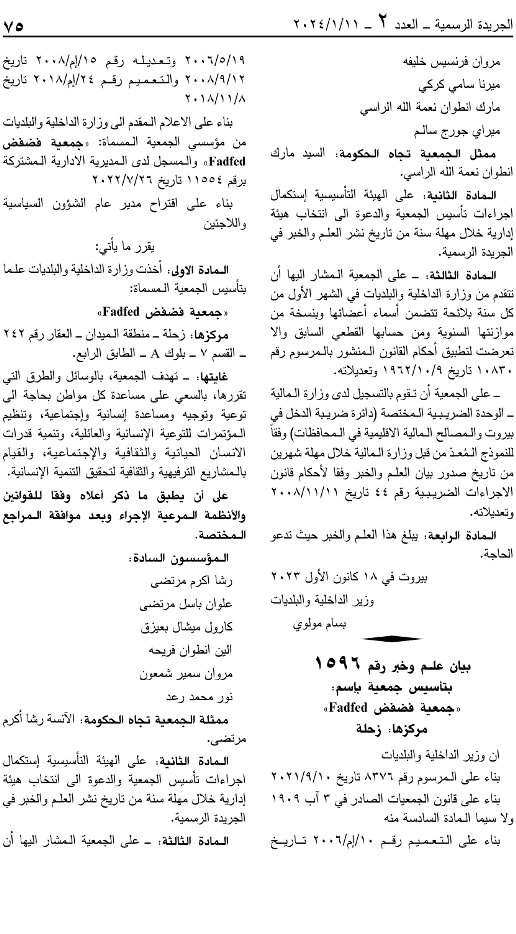 الجريدة الرسمية ــ العدد ٢ ــ ٢٠٢٤/١/١١
٧٥
مروان فرنسيس خليفه
ميرنا سامي كركي
مارك انطوان نعمة الله الراسي
ميراي جورج سالم
ممثل الجمعية تجاه الحكومة: السيد مارك
انطوان نعمة الله الراسي.
المادة الثانية: على الهيئة التأسيسية إستكمال
اجراءات تأسيس الجمعية والدعوة الى انتخاب هيئة
إدارية خلال مهلة سنة من تاريخ نشر العلم والخبر في
الجريدة الرسمية.
المادة الثالثة: ــ على الجمعية المشار اليها أن
تتقدم من وزارة الداخلية والبلديات في الشهر الأول من
كل سنة بلائحة تتضمن أسماء أعضائها وبنسخة من
موازنتها السنوية ومن حسابها القطعي السابق والا
تعرضت لتطبيق أحكام القانون المنشور بالمرسوم رقم
١٠٨٣٠ تاريخ ١٩٦٢/١٠/٩ وتعديلاته.
ــ على الجمعية أن تقوم بالتسجيل لدى وزارة المالية
ــ الوحدة الضريبية المختصة (دائرة ضريبة الدخل في
بيروت والمصالح المالية الاقليمية في المحافظات) وفقاً
للنموذج المُعدّ من قبل وزارة المالية خلال مهلة شهرين
من تاريخ صدور بيان العلم والخبر وفقا لأحكام قانون
الاجراءات الضريبية رقم ٤٤ تاريخ ٢٠٠٨/١١/١١
وتعديلاته.
المادة الرابعة: يبلغ هذا العلم والخبر حيث تدعو
الحاجة.
بيروت في ١٨ كانون الأول ٢٠٢٣
وزير الداخلية والبلديات
بسام مولوي
بيان علم وخبر رقم ١٥٩٦
بتأسيس جمعية بإسم:
«جمعية فضفض Fadfed»
مركزها: زحلة
ان وزير الداخلية والبلديات
بناء على المرسوم رقم ٨٣٧٦ تاريخ ٢٠٢١/٩/١٠
بناء على قانون الجمعيات الصادر في ٣ آب ١٩٠٩
ولا سيما المادة السادسة منه
بناء على التعميم رقم ١٠/إم/٢٠٠٦ تاريخ
٢٠٠٦/٥/١٩ وتعديله رقم ١٥/إم/٢٠٠٨ تاريخ
٢٠٠٨/٩/١٢ والتعميم رقم ٢٤/إم/٢٠١٨ تاريخ
٢٠١٨/١١/٨
بناء على الاعلام المقدم الى وزارة الداخلية والبلديات
من مؤسسي الجمعية المسماة: «جمعية فضفض
Fadfed» والمسجل لدى المديرية الادارية المشتركة
برقم ١١٥٥٤ تاريخ ٢٠٢٢/٧/٢٦
بناء على اقتراح مدير عام الشؤون السياسية
واللاجئين
يقرر ما يأتي:
المادة الاولى: أخذت وزارة الداخلية والبلديات علما
بتأسيس الجمعية المسماة:
«جمعية فضفض Fadfed»
مركزها: زحلة ــ منطقة الميدان ــ العقار رقم ٢٤٢
ــ القسم ٧ ــ بلوك A ــ الطابق الرابع.
غايتها: ــ تهدف الجمعية، بالوسائل والطرق التي
تقررها، بالسعي على مساعدة كل مواطن بحاجة الى
توعية وتوجيه ومساعدة إنسانية وإجتماعية، وتنظيم
المؤتمرات للتوعية الإنسانية والعائلية، وتنمية قدرات
الانسان الحياتية والثقافية والإجتماعية، والقيام
بالمشاريع الترفيهية والثقافية لتحقيق التنمية الإنسانية.
على أن يطبق ما ذكر أعلاه وفقا للقوانين
والأنظمة المرعية الإجراء وبعد موافقة المراجع
المختصة.
المؤسسون السادة:
رشا اكرم مرتضى
علوان باسل مرتضى
كارول ميشال بعيزق
الين انطوان فريحه
مروان سمير شمعون
نور محمد رعد
ممثلة الجمعية تجاه الحكومة: الآنسة رشا أكرم
مرتضى.
المادة الثانية: على الهيئة التأسيسية إستكمال
اجراءات تأسيس الجمعية والدعوة الى انتخاب هيئة
إدارية خلال مهلة سنة من تاريخ نشر العلم والخبر في
الجريدة الرسمية.
المادة الثالثة: ــ على الجمعية المشار اليها أن